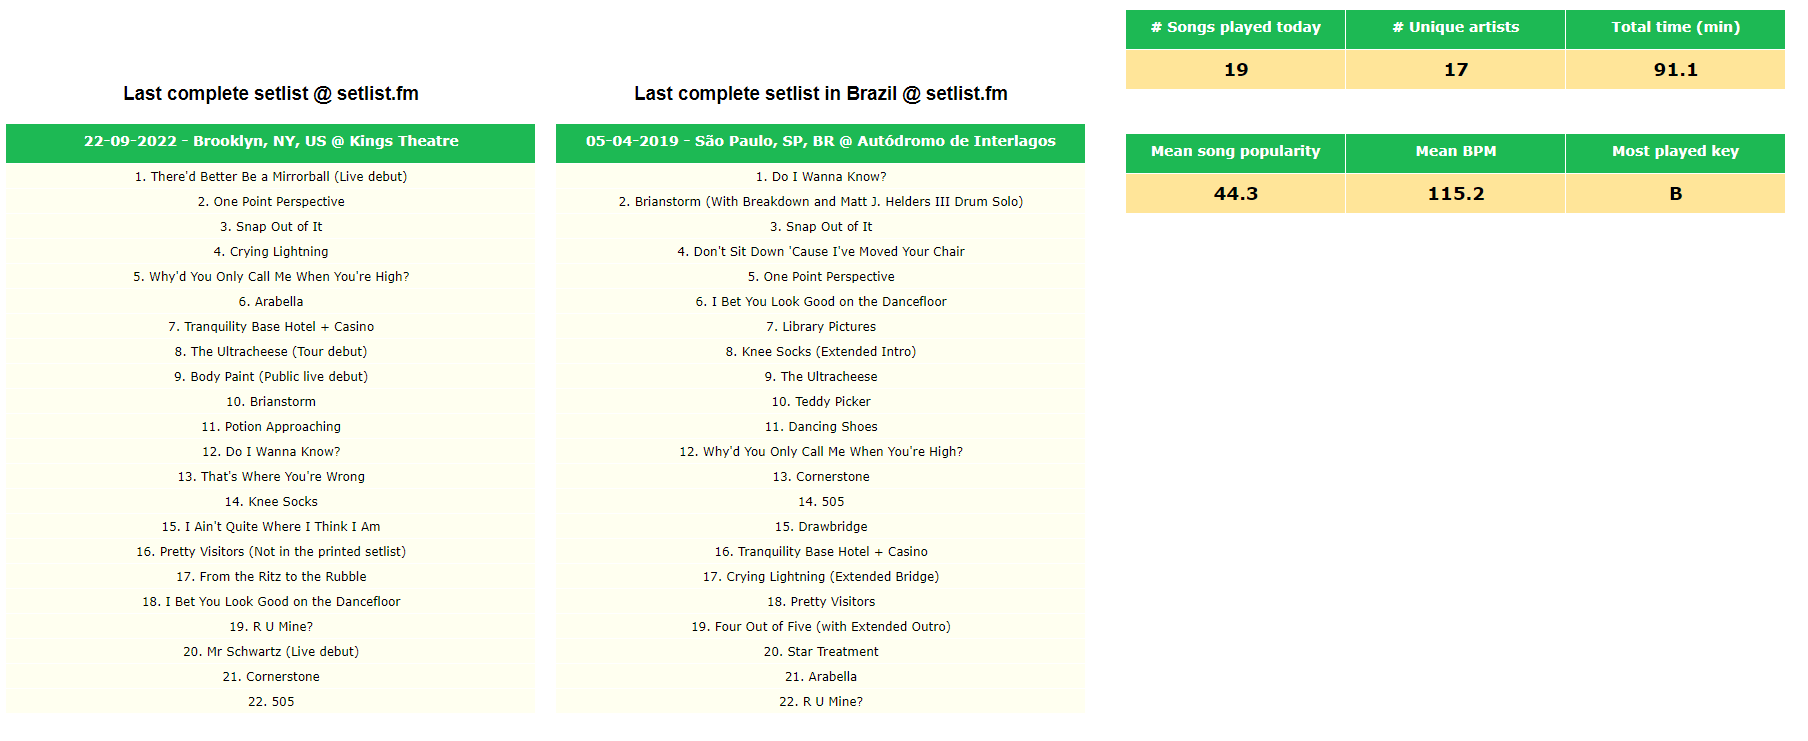 Last complete setlist @ setlist.fm
22-09-2022 - Brooklyn, NY, US @ Kings Theatre
1. There'd Better Be a Mirrorball (Live debut)
2. One Point Perspective
3. Snap Out of It
4. Crying Lightning
5. Why'd You Only Call Me When You're High?
6. Arabella
7. Tranquility Base Hotel + Casino
8. The Ultracheese (Tour debut)
9. Body Paint (Public live debut)
10. Brianstorm
11. Potion Approaching
12. Do I Wanna Know?
13. That's Where You're Wrong
14. Knee Socks
15. I Ain't Quite Where I Think I Am
16. Pretty Visitors (Not in the printed setlist)
17. From the Ritz to the Rubble
18. I Bet You Look Good on the Dancefloor
19. R U Mine?
20. Mr Schwartz (Live debut)
21. Cornerstone
22. 505
Last complete setlist in Brazil @ setlist.fm
05-04-2019 - São Paulo, SP, BR @ Autódromo de Interlagos
1. Do I Wanna Know?
2. Brianstorm (With Breakdown and Matt J. Helders III Drum Solo)
3. Snap Out of It
4. Don't Sit Down 'Cause I've Moved Your Chair
5. One Point Perspective
6. I Bet You Look Good on the Dancefloor
7. Library Pictures
8. Knee Socks (Extended Intro)
9. The Ultracheese
10. Teddy Picker
11. Dancing Shoes
12. Why'd You Only Call Me When You're High?
13. Cornerstone
14. 505
15. Drawbridge
16. Tranquility Base Hotel + Casino
17. Crying Lightning (Extended Bridge)
18. Pretty Visitors
19. Four Out of Five (with Extended Outro)
20. Star Treatment
21. Arabella
22. R U Mine?
# Songs played today # Unique artists Total time (min)
19 17 91.1
Mean song popularity Mean BPM Most played key
44.3 115.2 B